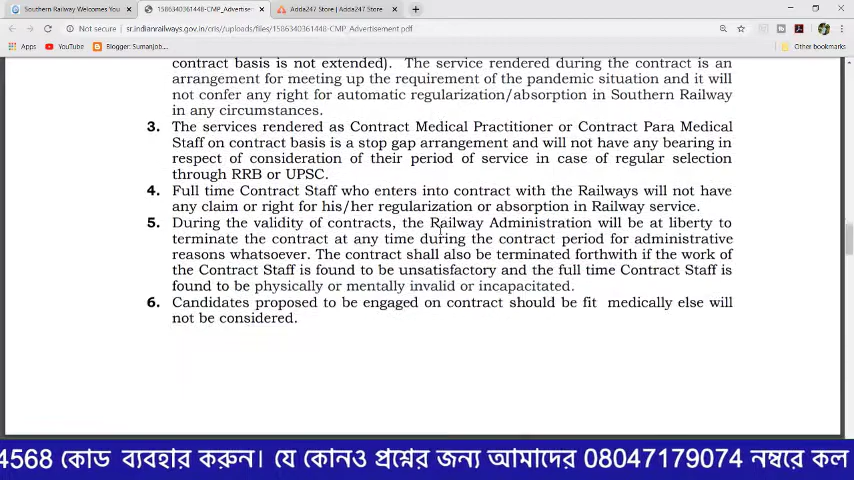 Southern Railway Welcomes You
1586340361448-CMP_Advertisem
Adda247 Store | Adda247 Store
Not secure | sr.indianrailways.gov.in/cris//uploads/files/1586340361448-CMP_Advertisement.pdf
Apps YouTube Blogger: Sumanjob... Other bookmarks
contract basis is not extended). The service rendered during the contract is an
arrangement for meeting up the requirement of the pandemic situation and it will
not confer any right for automatic regularization/absorption in Southern Railway
in any circumstances.
3. The services rendered as Contract Medical Practitioner or Contract Para Medical
Staff on contract basis is a stop gap arrangement and will not have any bearing in
respect of consideration of their period of service in case of regular selection
through RRB or UPSC.
4. Full time Contract Staff who enters into contract with the Railways will not have
any claim or right for his/her regularization or absorption in Railway service.
5. During the validity of contracts, the Railway Administration will be at liberty to
terminate the contract at any time during the contract period for administrative
reasons whatsoever. The contract shall also be terminated forthwith if the work of
the Contract Staff is found to be unsatisfactory and the full time Contract Staff is
found to be physically or mentally invalid or incapacitated.
6. Candidates proposed to be engaged on contract should be fit medically else will
not be considered.
4568 কোড ব্যবহার করুন। যে কোনও প্রশ্নের জন্য আমাদের 08047179074 নম্বরে কল